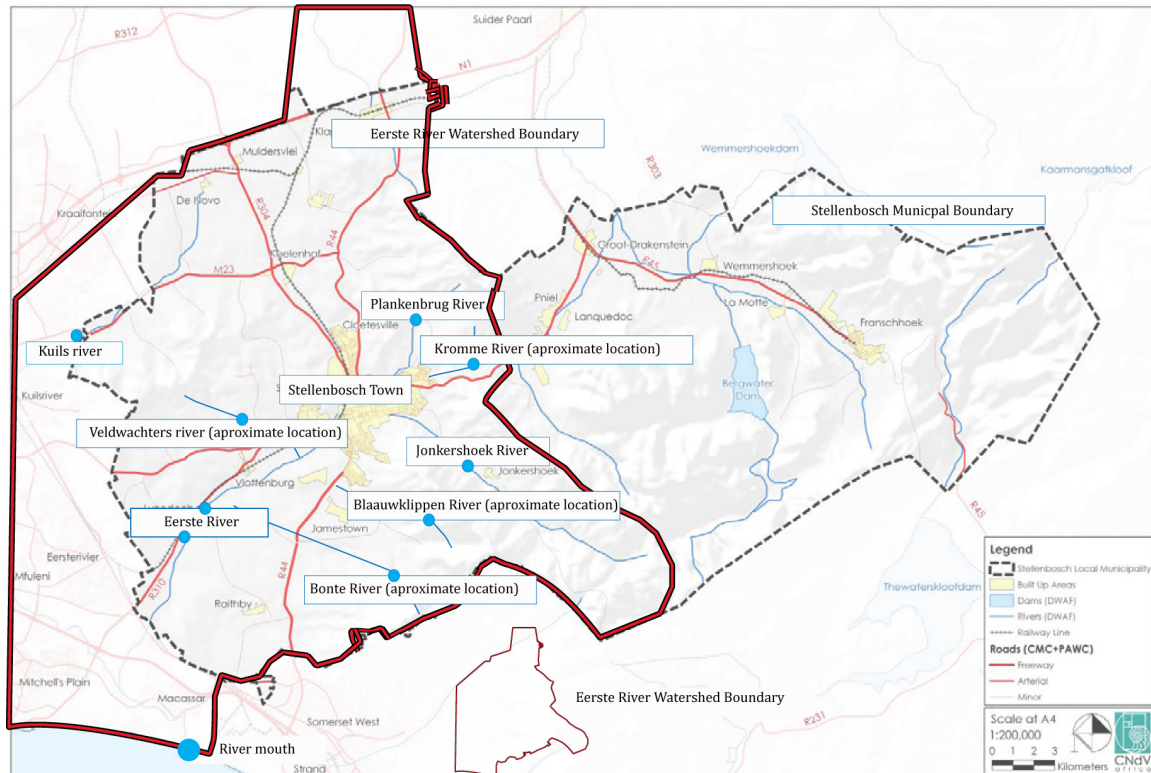 Suider Paarl
R312
N1
Kla
Eerste River Watershed Boundary
Muldersvlei
Wemmershoekdam
R303
Kaarmansgatkloof
De Novo
Kraaifontein
R304
R44
Stellenbosch Municpal Boundary
Groot-Drakenstein
R45
Wemmershoek
Koelenhof
M23
Plankenbrug River
Pniel
La Motte
Lanquedoc
Franschhoek
Cloetesville
Kuils river
Kromme River (aproximate location)
Kuilsriver
Stellenbosch Town
Bergwater
Dam
Veldwachters river (aproximate location)
Jonkershoek River
Jonkershoek
Vlottenburg
Blaauwklippen River (aproximate location)
Eerste River
Jamestown
R45
Eersterivier
Mfuleni
R310
R44
Bonte River (aproximate location)
Thewaterskloofdam
Raithby
Legend
Stellenbosch Local Municipality
Built Up Areas
Dams (DWAF)
Rivers (DWAF)
Railway Line
Roads (CMC+PAWC)
Freeway
Arterial
Minor
Mitchell's Plain
Macassar
Eerste River Watershed Boundary
R231
Somerset West
River mouth
Strand
Scale at A4
1:200,000
0 1 2 3
Kilometers
CNdV
africa